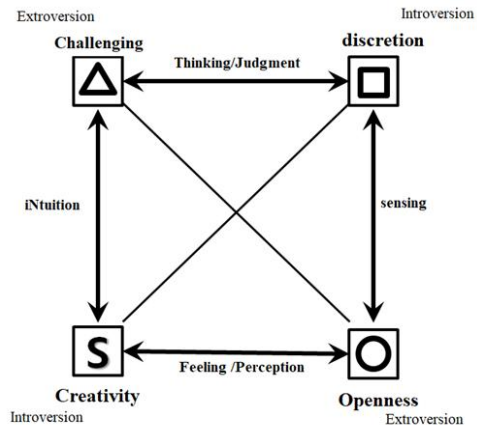 Extroversion
Introversion
Challenging
discretion
Thinking/Judgment
iNtuition
sensing
S
Feeling /Perception
Creativity
Openness
Introversion
Extroversion